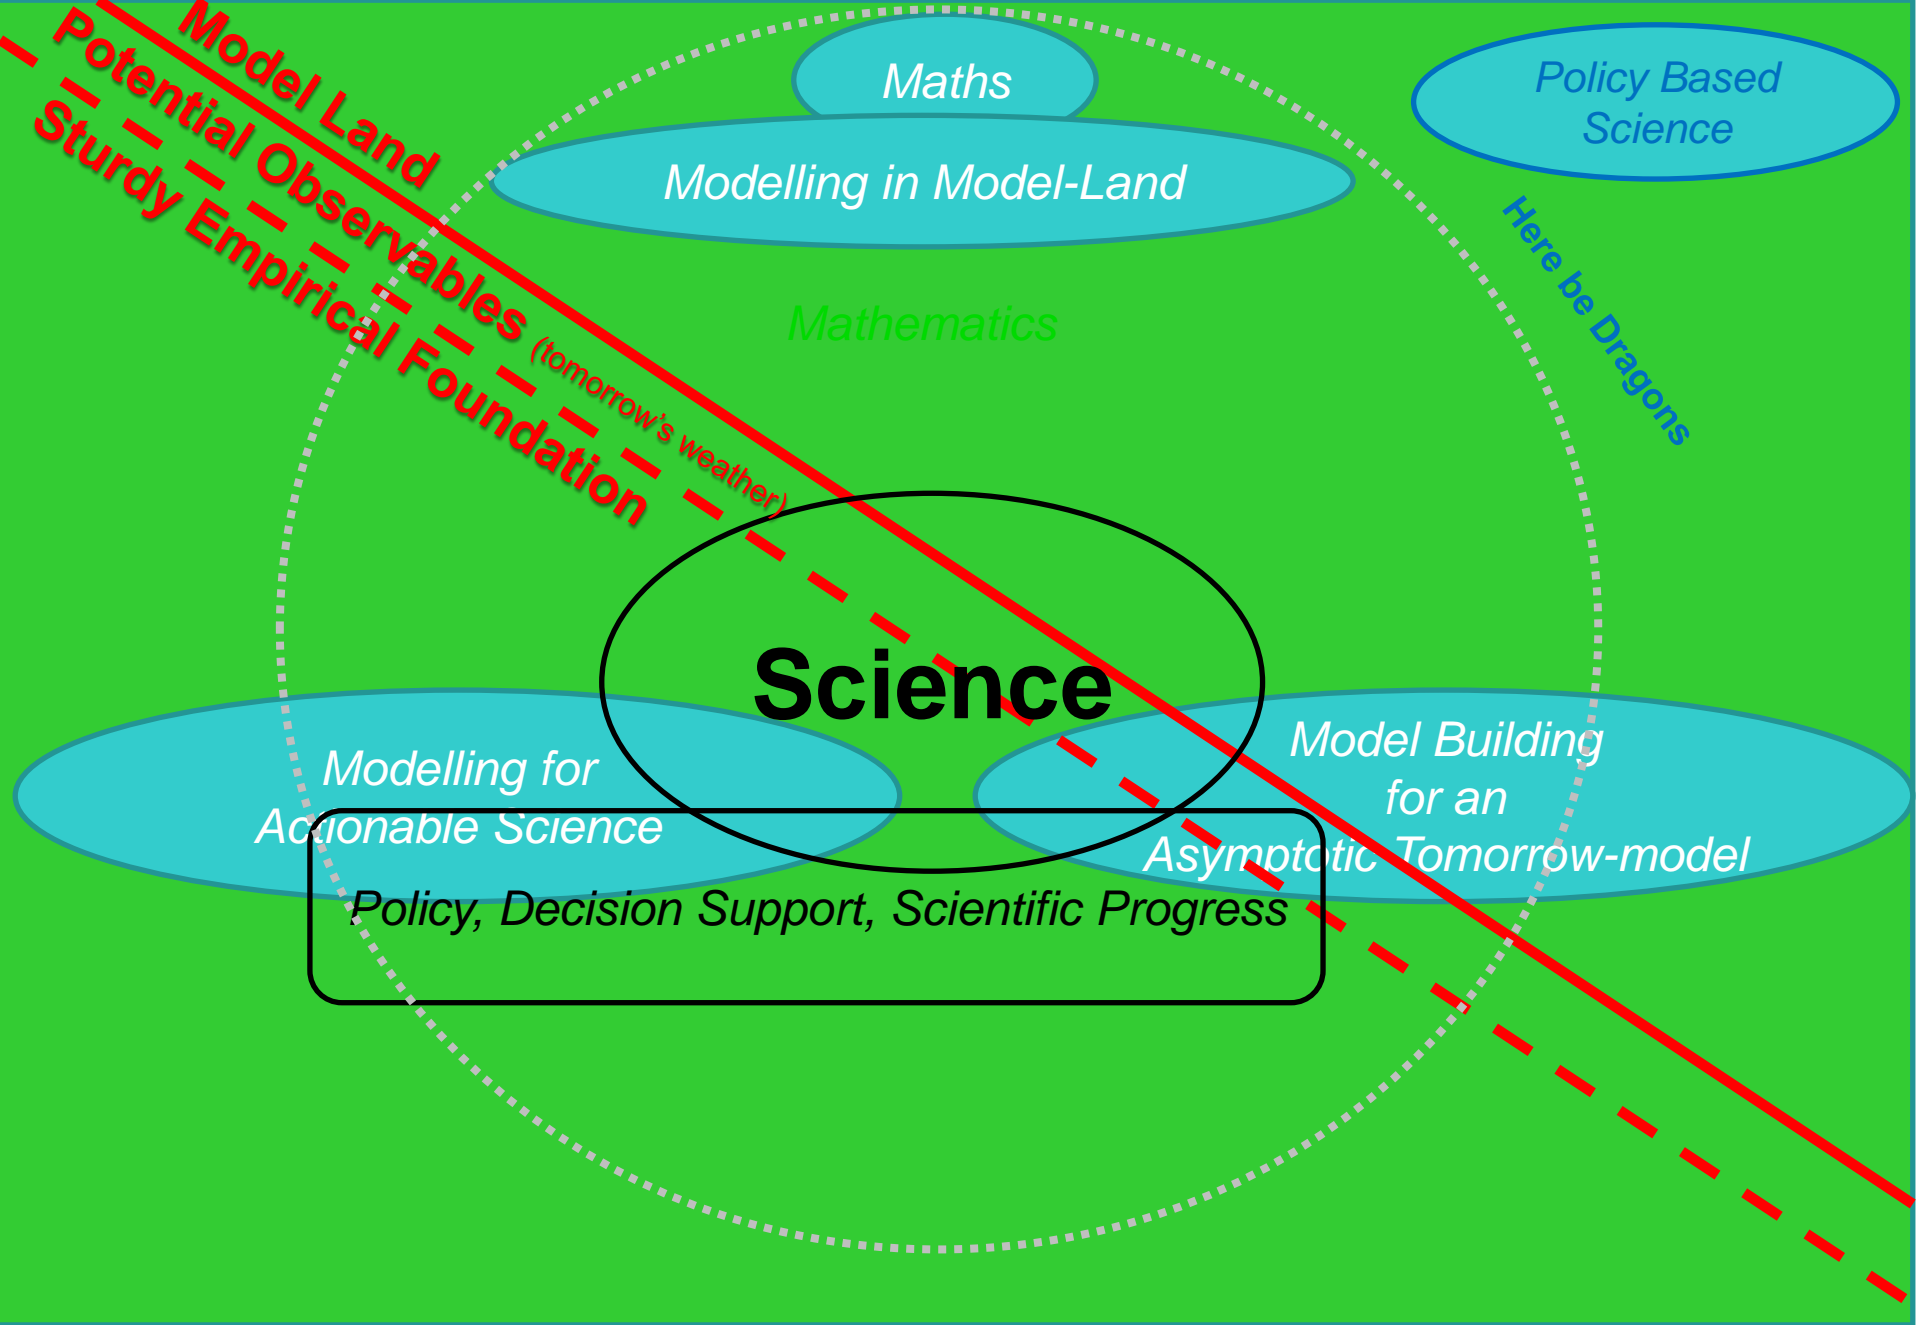 Model Land
Potential Observables (tomorrow's weather)
Sturdy Empirical Foundation
Maths
Modelling in Model-Land
Policy Based
Science
Here be Dragons
Mathematics
Science
Modelling for
Actionable Science
Model Building
for an
Asymptotic Tomorrow-model
Policy, Decision Support, Scientific Progress